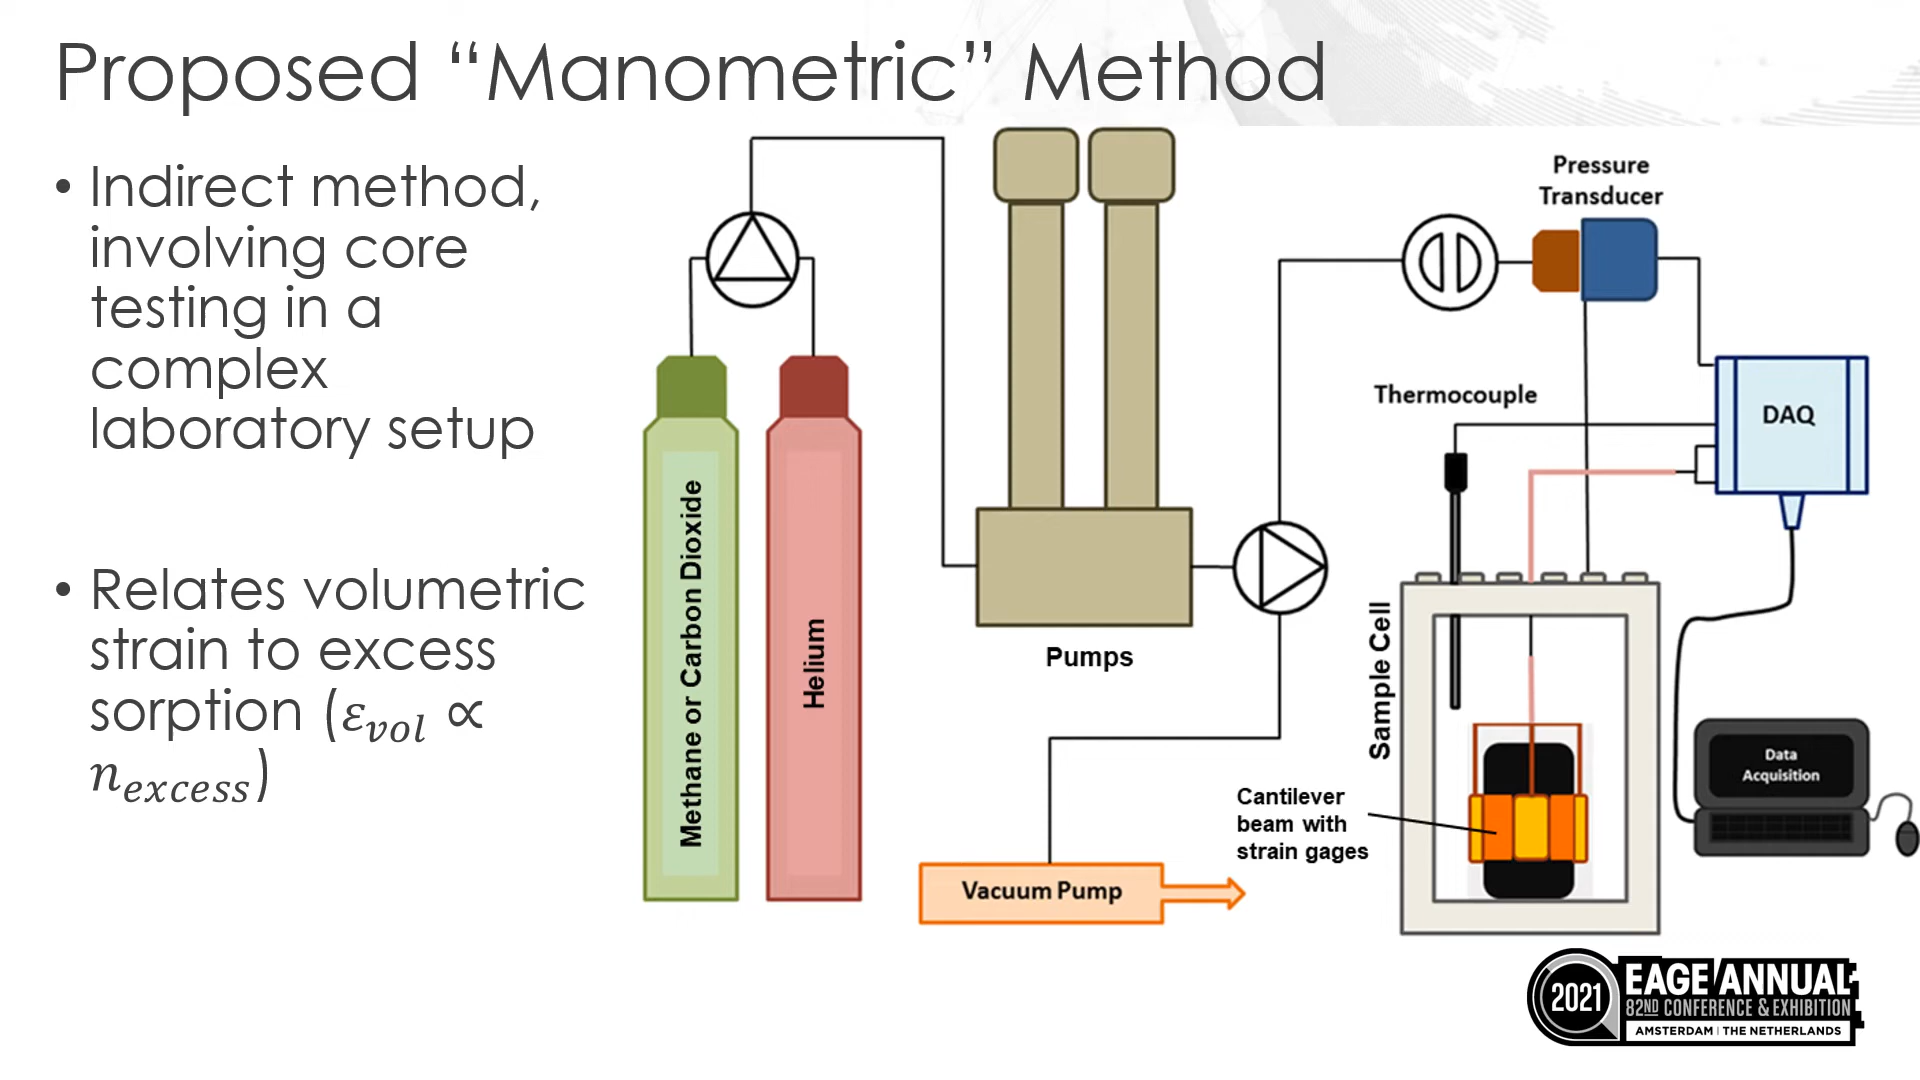 Proposed “Manometric” Method
• Indirect method,
involving core
testing in a
complex
laboratory setup
• Relates volumetric
strain to excess
sorption (𝜀𝑣𝑜𝑙 ∝
𝑛𝑒𝑥𝑐𝑒𝑠𝑠)
Methane or Carbon Dioxide
Helium
Pumps
Vacuum Pump
Pressure
Transducer
Thermocouple
DAQ
Sample Cell
Cantilever
beam with
strain gages
Data
Acquisition
2021
EAGE ANNUAL
82ND CONFERENCE & EXHIBITION
AMSTERDAM | THE NETHERLANDS